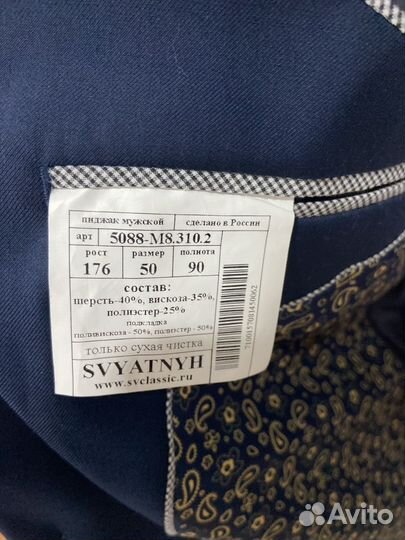 пиджак мужской сделано в России
арт 5088-М8.310.2
рост размер полнота
176 50 90
состав:
шерсть-40%, вискоза-35%,
полиэстер-25%
подкладка
поливискоза - 50%, полиэстер - 50%
только сухая чистка
SVYATNYH
www.svclassic.ru
Avito